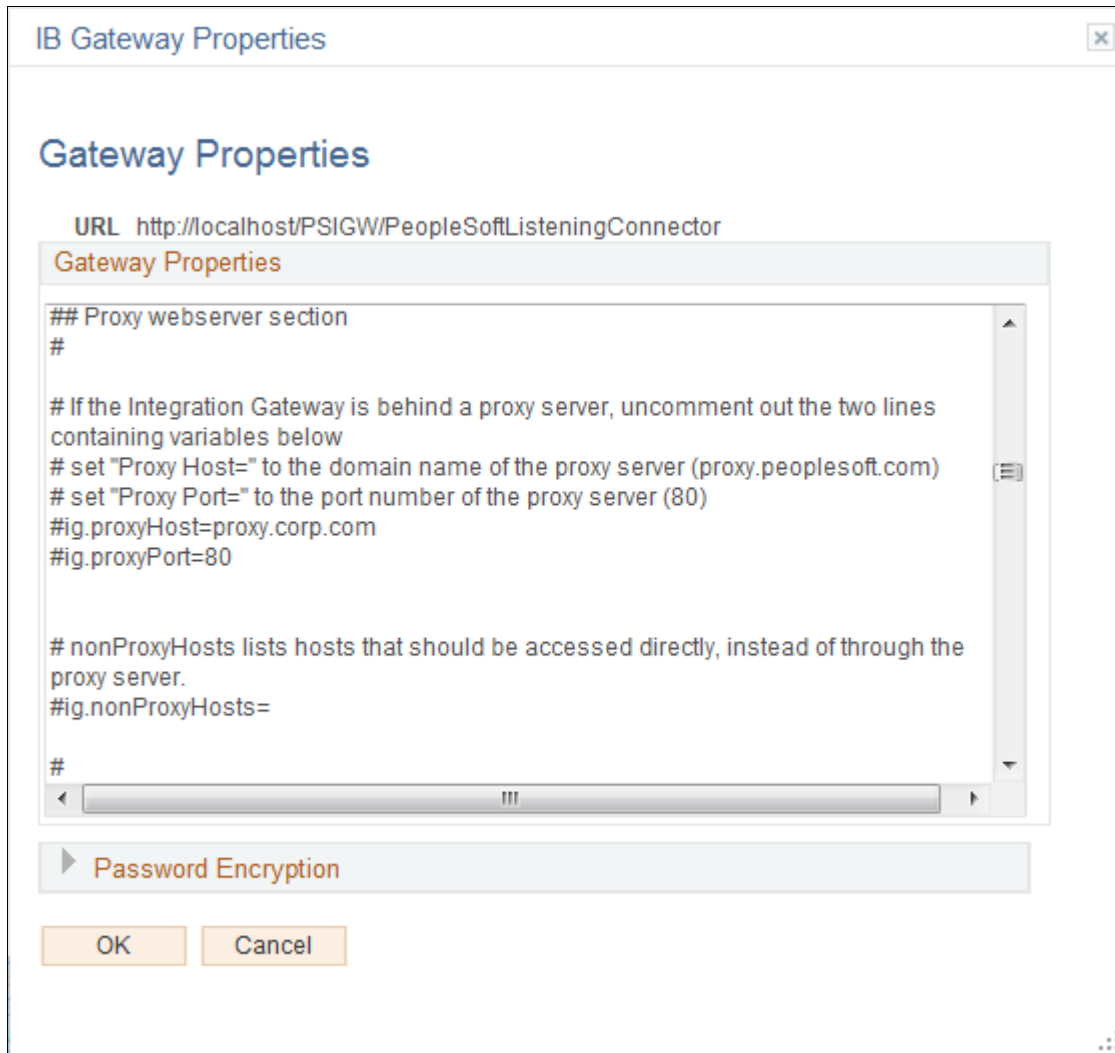 IB Gateway Properties
Gateway Properties
URL http://localhost/PSIGW/PeopleSoftListeningConnector
Gateway Properties
## Proxy webserver section
#
# If the Integration Gateway is behind a proxy server, uncomment out the two lines
containing variables below
# set "Proxy Host=" to the domain name of the proxy server (proxy.peoplesoft.com)
# set "Proxy Port=" to the port number of the proxy server (80)
#ig.proxyHost=proxy.corp.com
#ig.proxyPort=80
# nonProxyHosts lists hosts that should be accessed directly, instead of through the
proxy server.
#ig.nonProxyHosts=
#
Password Encryption
OK Cancel